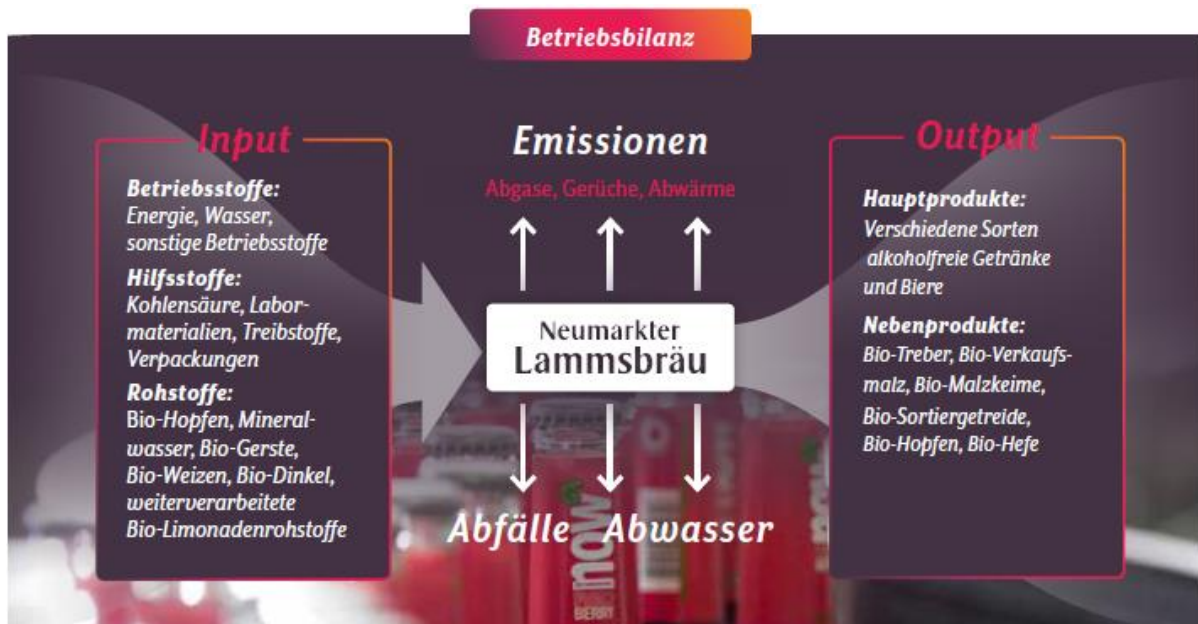 Betriebsbilanz
Input
Betriebsstoffe:
Energie, Wasser,
sonstige Betriebsstoffe
Hilfsstoffe:
Kohlensäure, Labor-
materialien, Treibstoffe,
Verpackungen
Rohstoffe:
Bio-Hopfen, Mineral-
wasser, Bio-Gerste,
Bio-Weizen, Bio-Dinkel,
weiterverarbeitete
Bio-Limonadenrohstoffe
Emissionen
Abgase, Gerüche, Abwärme
Neumarkter
Lammsbräu
Abfälle Abwasser
now
BERRY
Output
Hauptprodukte:
Verschiedene Sorten
alkoholfreie Getränke
und Biere
Nebenprodukte:
Bio-Treber, Bio-Verkaufs-
malz, Bio-Malzkeime,
Bio-Sortiergetreide,
Bio-Hopfen, Bio-Hefe